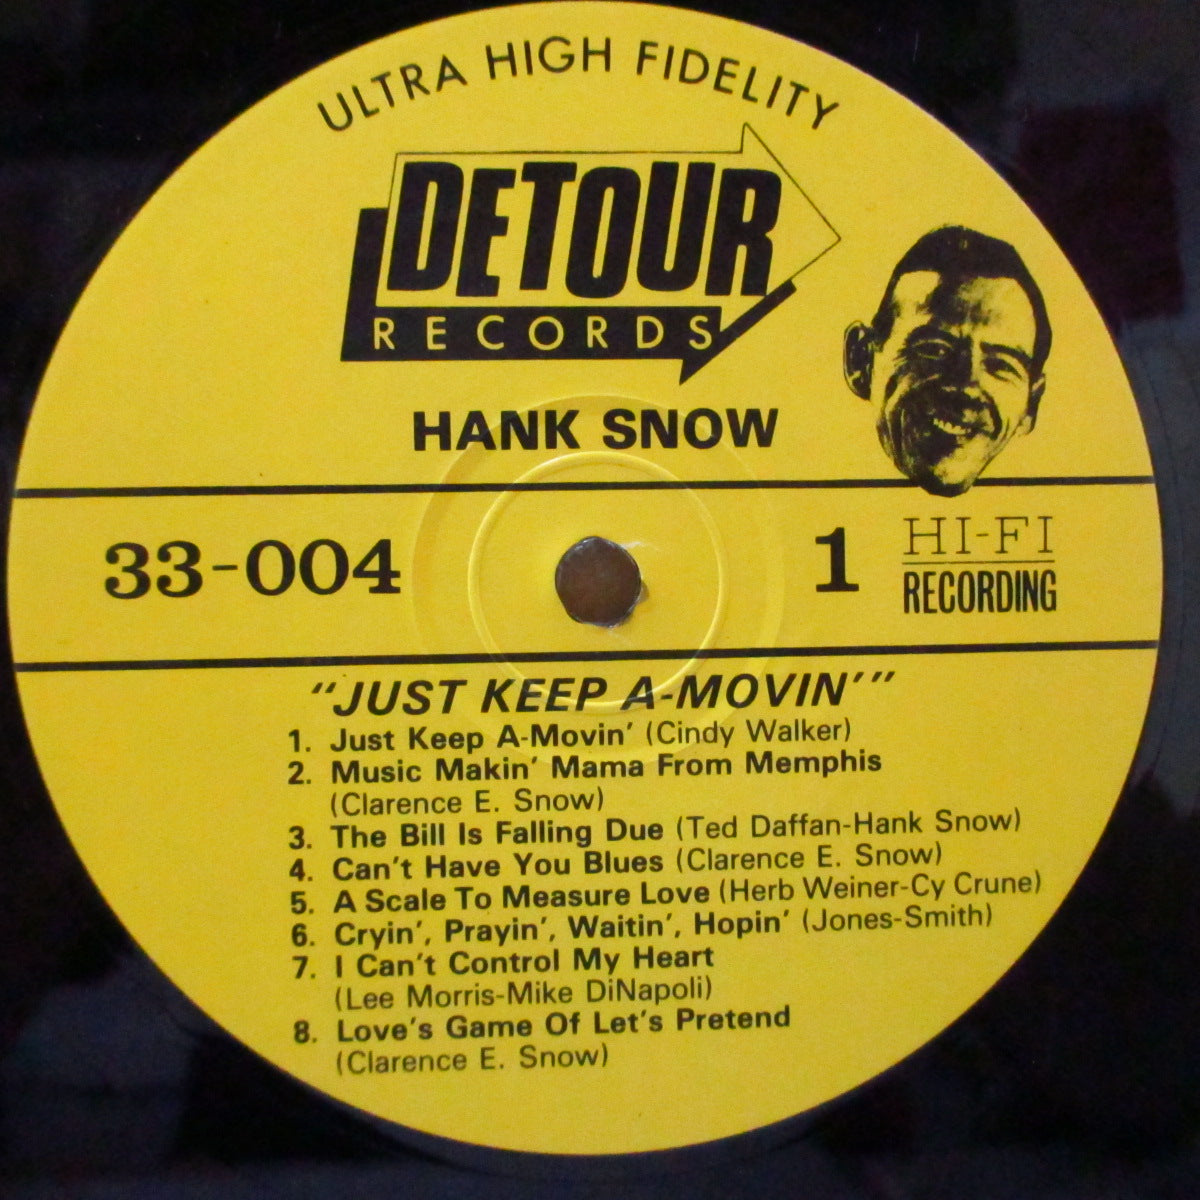 ULTRA HIGH FIDELITY
DETOUR
RECORDS
HANK SNOW
33-004
1
HI-FI
RECORDING
"JUST KEEP A-MOVIN'"
1. Just Keep A-Movin' (Cindy Walker)
2. Music Makin' Mama From Memphis
(Clarence E. Snow)
3. The Bill Is Falling Due (Ted Daffan-Hank Snow)
4. Can't Have You Blues (Clarence E. Snow)
5. A Scale To Measure Love (Herb Weiner-Cy Crune)
6. Cryin', Prayin', Waitin', Hopin' (Jones-Smith)
7. I Can't Control My Heart
(Lee Morris-Mike DiNapoli)
8. Love's Game Of Let's Pretend
(Clarence E. Snow)